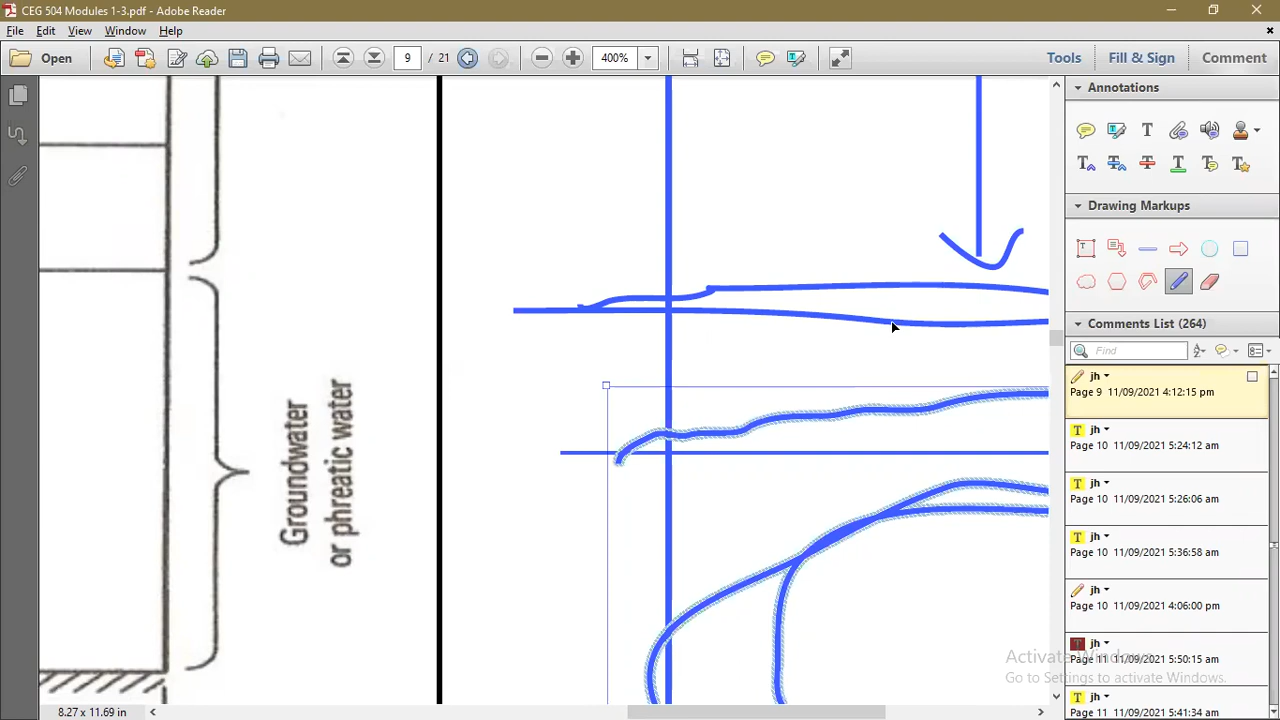 CEG 504 Modules 1-3.pdf - Adobe Reader
File Edit View Window Help
Open 9 / 21 400% Tools Fill & Sign Comment
Annotations
Drawing Markups
Comments List (264)
Find
jh
Page 9 11/09/2021 4:12:15 pm
jh
Page 10 11/09/2021 5:24:12 am
jh
Page 10 11/09/2021 5:26:06 am
jh
Page 10 11/09/2021 5:36:58 am
jh
Page 10 11/09/2021 4:06:00 pm
jh
Page 11 11/09/2021 5:50:15 am
jh
Page 11 11/09/2021 5:41:34 am
Groundwater
or phreatic water
Activate Windows
Go to Settings to activate Windows.
8.27 x 11.69 in